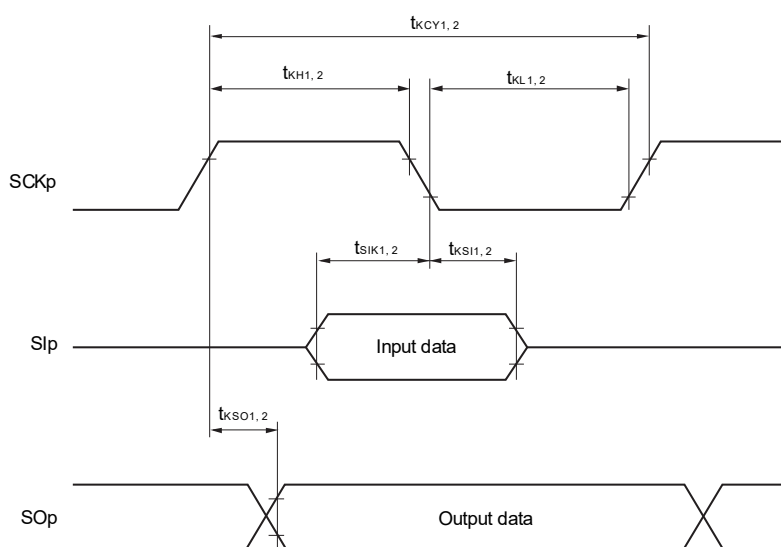 tKCY1, 2
tKH1, 2
tKL1, 2
SCKp
tSIK1, 2
tKSI1, 2
SIp
Input data
tKSO1, 2
SOp
Output data